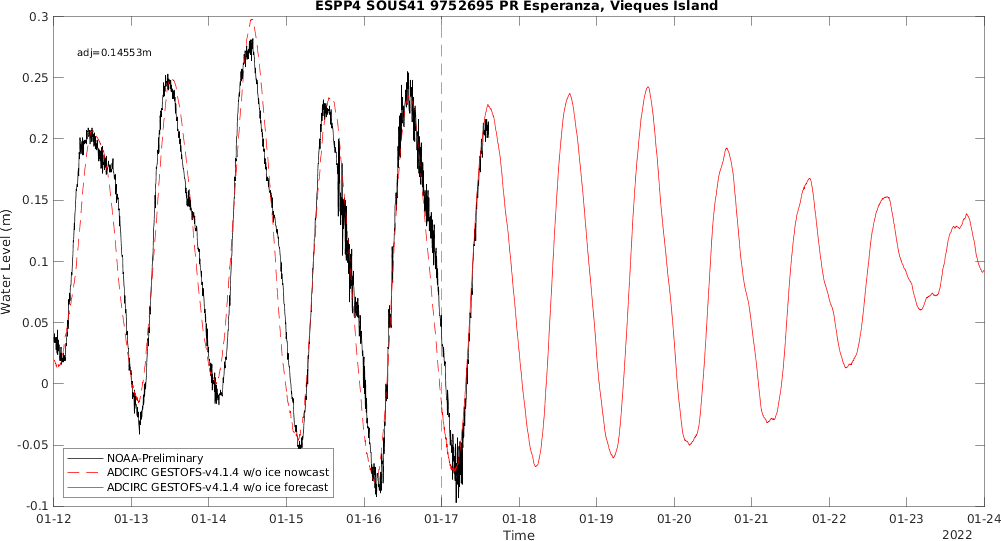 ESPP4 SOUS41 9752695 PR Esperanza, Vieques Island
adj=0.14553m
Water Level (m)
0.3
0.25
0.2
0.15
0.1
0.05
0
-0.05
-0.1
NOAA-Preliminary
ADCIRC GESTOFS-v4.1.4 w/o ice nowcast
ADCIRC GESTOFS-v4.1.4 w/o ice forecast
01-12 01-13 01-14 01-15 01-16 01-17 01-18 01-19 01-20 01-21 01-22 01-23 01-24
Time
2022